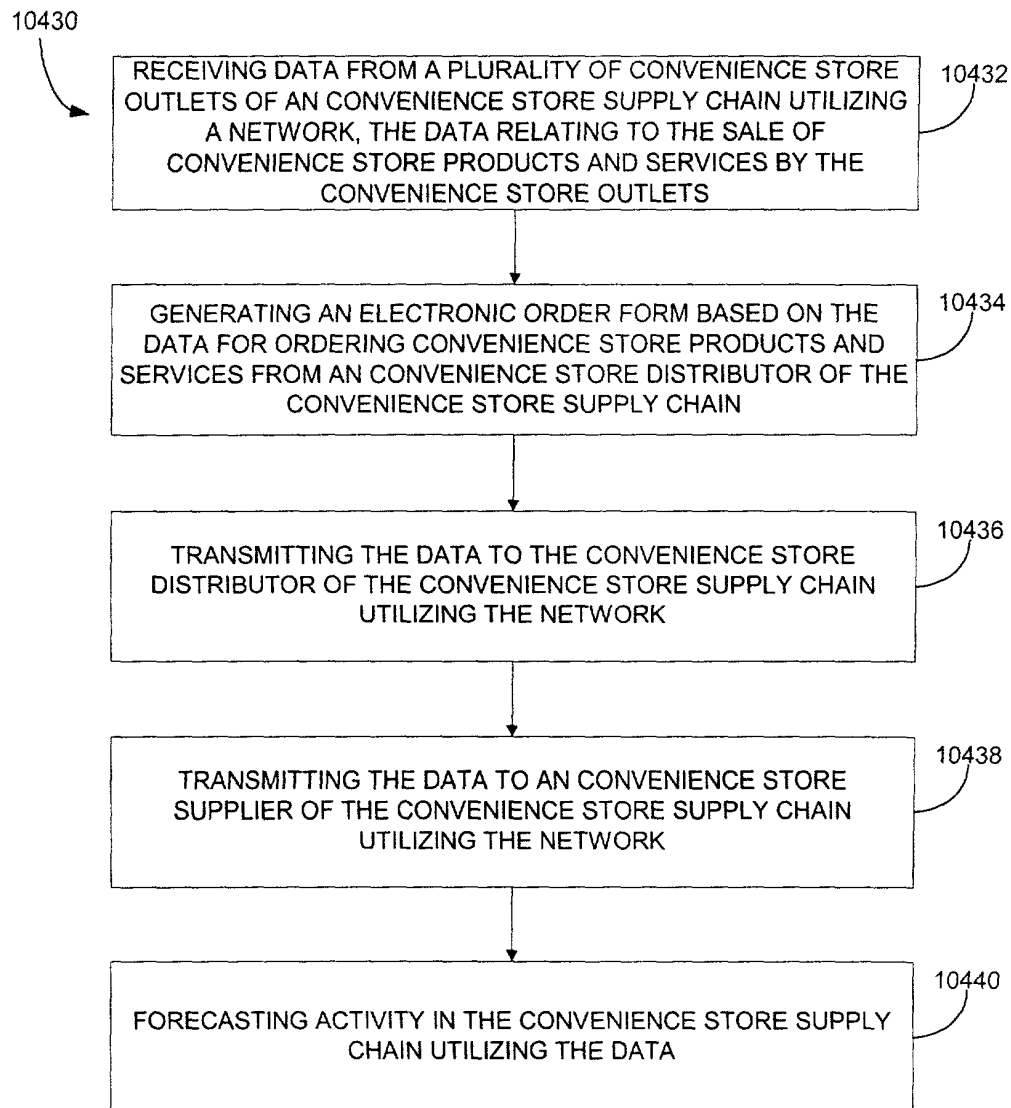 10430
RECEIVING DATA FROM A PLURALITY OF CONVENIENCE STORE
OUTLETS OF AN CONVENIENCE STORE SUPPLY CHAIN UTILIZING
A NETWORK, THE DATA RELATING TO THE SALE OF
CONVENIENCE STORE PRODUCTS AND SERVICES BY THE
CONVENIENCE STORE OUTLETS
10432
GENERATING AN ELECTRONIC ORDER FORM BASED ON THE
DATA FOR ORDERING CONVENIENCE STORE PRODUCTS AND
SERVICES FROM AN CONVENIENCE STORE DISTRIBUTOR OF THE
CONVENIENCE STORE SUPPLY CHAIN
10434
TRANSMITTING THE DATA TO THE CONVENIENCE STORE
DISTRIBUTOR OF THE CONVENIENCE STORE SUPPLY CHAIN
UTILIZING THE NETWORK
10436
TRANSMITTING THE DATA TO AN CONVENIENCE STORE
SUPPLIER OF THE CONVENIENCE STORE SUPPLY CHAIN
UTILIZING THE NETWORK
10438
FORECASTING ACTIVITY IN THE CONVENIENCE STORE SUPPLY
CHAIN UTILIZING THE DATA
10440